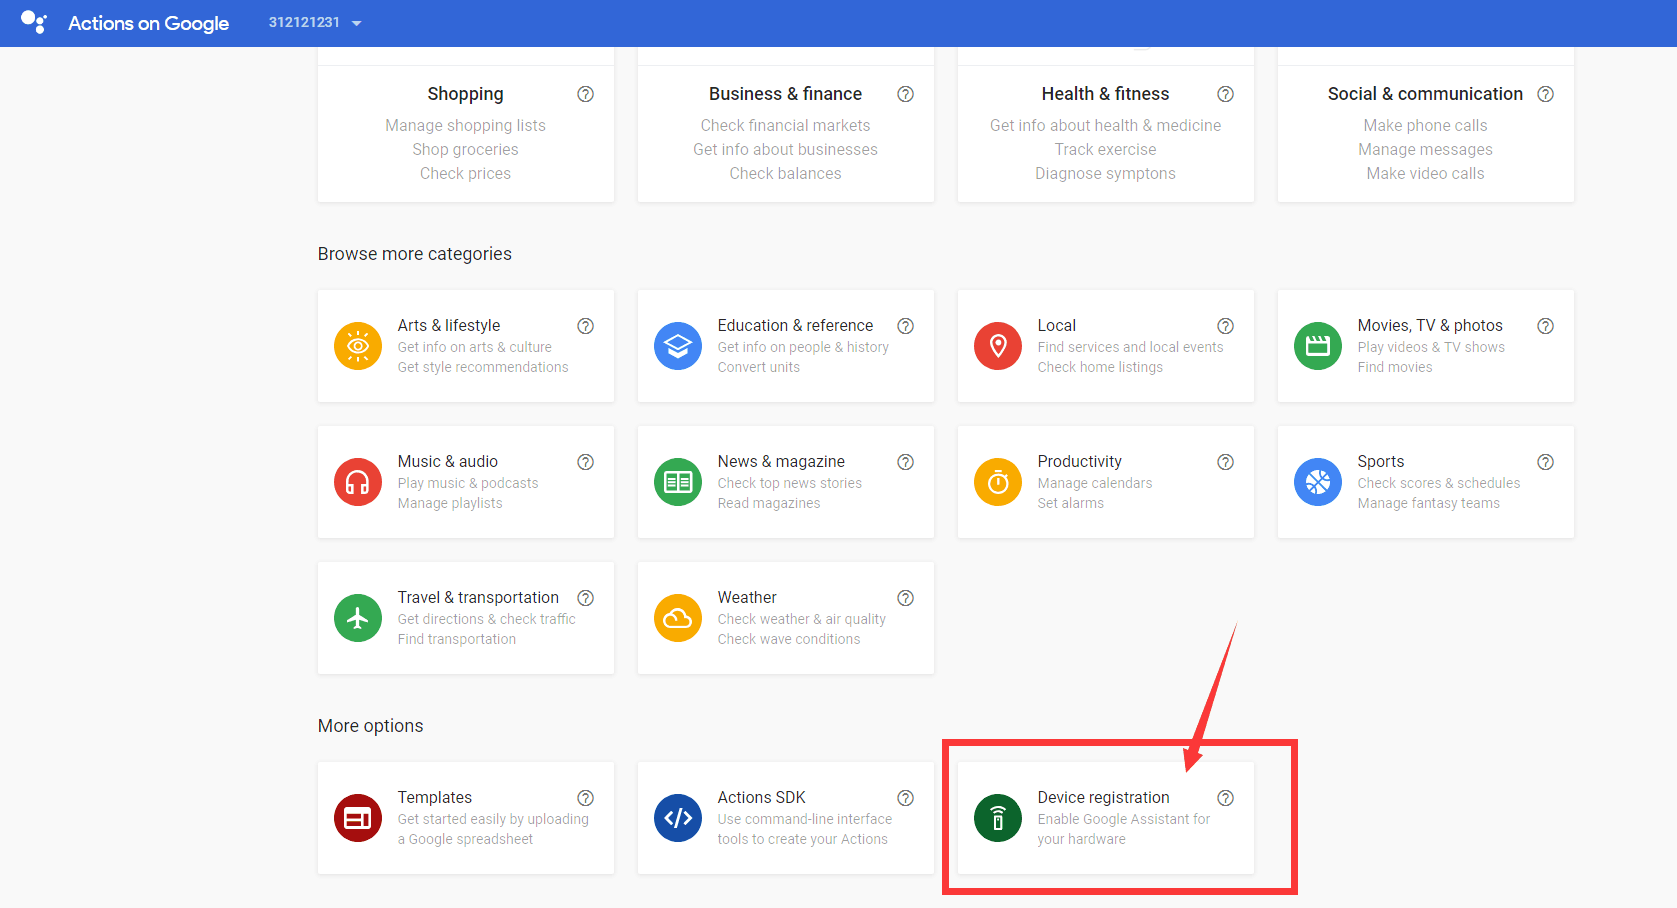 Actions on Google
312121231
Shopping
Manage shopping lists
Shop groceries
Check prices
Business & finance
Check financial markets
Get info about businesses
Check balances
Health & fitness
Get info about health & medicine
Track exercise
Diagnose symptons
Social & communication
Make phone calls
Manage messages
Make video calls
Browse more categories
Arts & lifestyle
Get info on arts & culture
Get style recommendations
Education & reference
Get info on people & history
Convert units
Local
Find services and local events
Check home listings
Movies, TV & photos
Play videos & TV shows
Find movies
Music & audio
Play music & podcasts
Manage playlists
News & magazine
Check top news stories
Read magazines
Productivity
Manage calendars
Set alarms
Sports
Check scores & schedules
Manage fantasy teams
Travel & transportation
Get directions & check traffic
Find transportation
Weather
Check weather & air quality
Check wave conditions
More options
Templates
Get started easily by uploading
a Google spreadsheet
Actions SDK
Use command-line interface
tools to create your Actions
Device registration
Enable Google Assistant for
your hardware